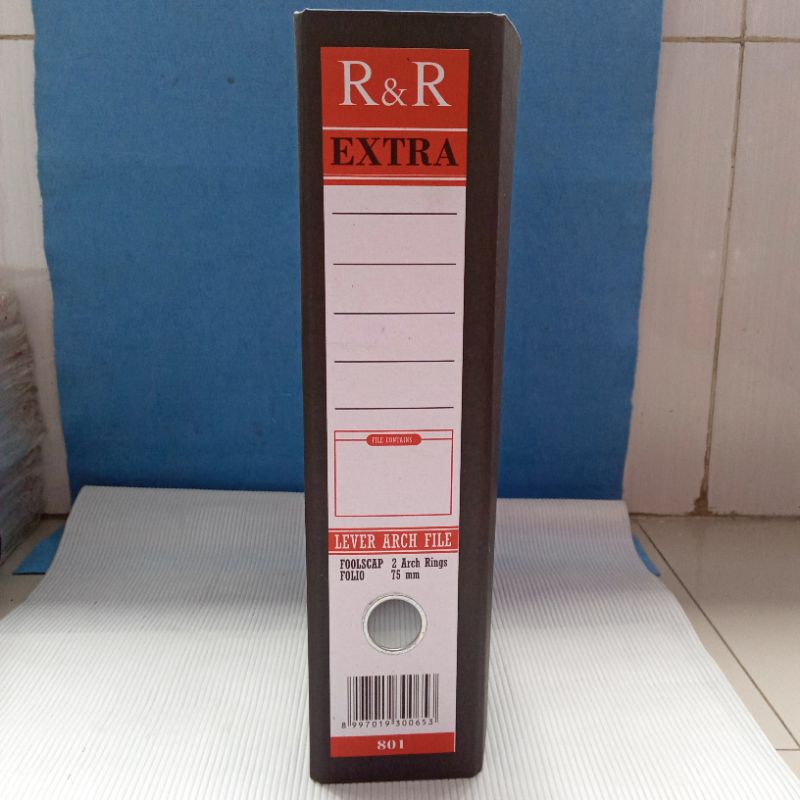 R&R
EXTRA
FILE CONTAINS
LEVER ARCH FILE
FOOLSCAP 2 Arch Rings
FOLIO 75 mm
8 997019 300653
801